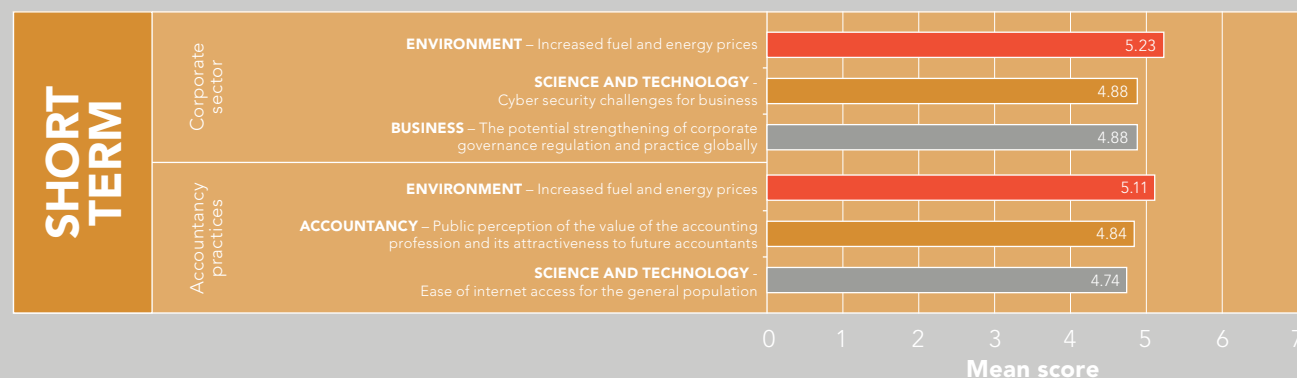 SHORT
TERM
Corporate
sector
ENVIRONMENT – Increased fuel and energy prices
5.23
SCIENCE AND TECHNOLOGY -
Cyber security challenges for business
4.88
BUSINESS – The potential strengthening of corporate
governance regulation and practice globally
4.88
Accountancy
practices
ENVIRONMENT – Increased fuel and energy prices
5.11
ACCOUNTANCY – Public perception of the value of the accounting
profession and its attractiveness to future accountants
4.84
SCIENCE AND TECHNOLOGY -
Ease of internet access for the general population
4.74
0 1 2 3 4 5 6 7
Mean score